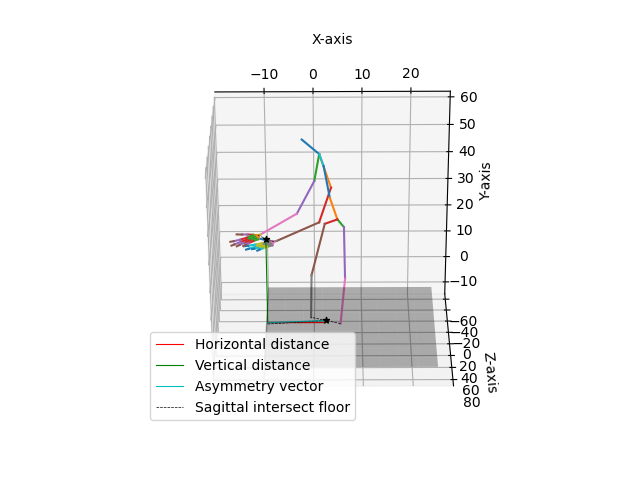 X-axis
−10 0 10 20
60
50
40
30
20
10
0
−10
Y-axis
−60
−40
−20
0
20
40
60
80
Z-axis
Horizontal distance
Vertical distance
Asymmetry vector
Sagittal intersect floor